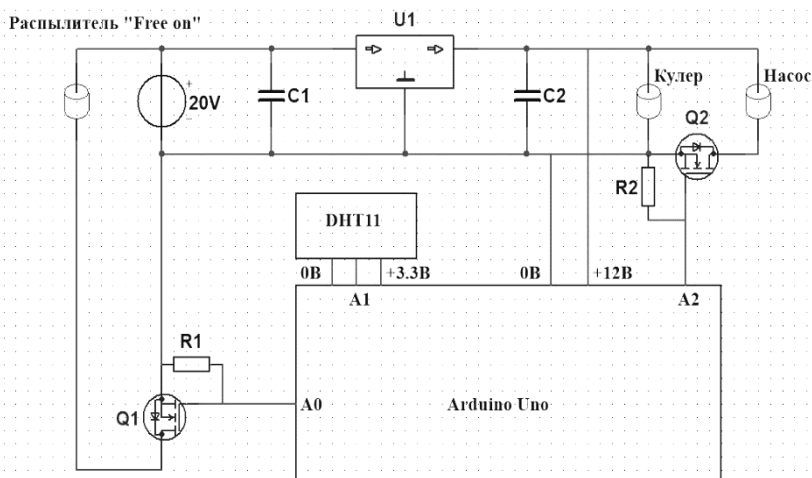 Распылитель "Free on"
U1
20V
C1
C2
Кулер
Насос
Q2
R2
DHT11
0В
+3.3В
0В
+12В
A1
A2
R1
Q1
A0
Arduino Uno